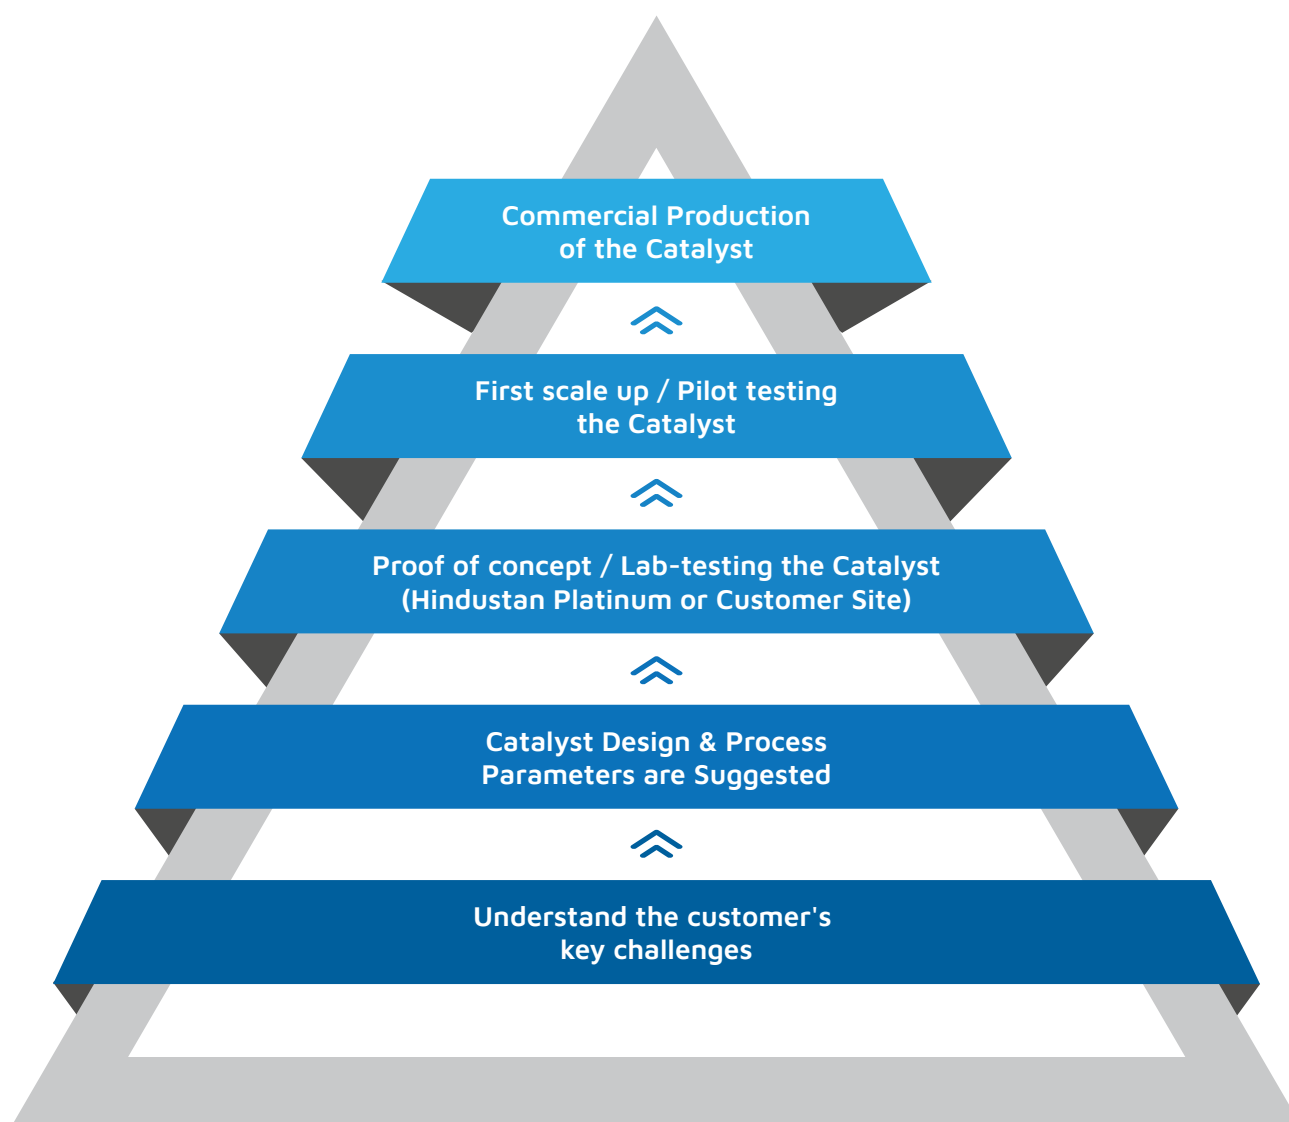 Commercial Production
of the Catalyst
First scale up / Pilot testing
the Catalyst
Proof of concept / Lab-testing the Catalyst
(Hindustan Platinum or Customer Site)
Catalyst Design & Process
Parameters are Suggested
Understand the customer's
key challenges